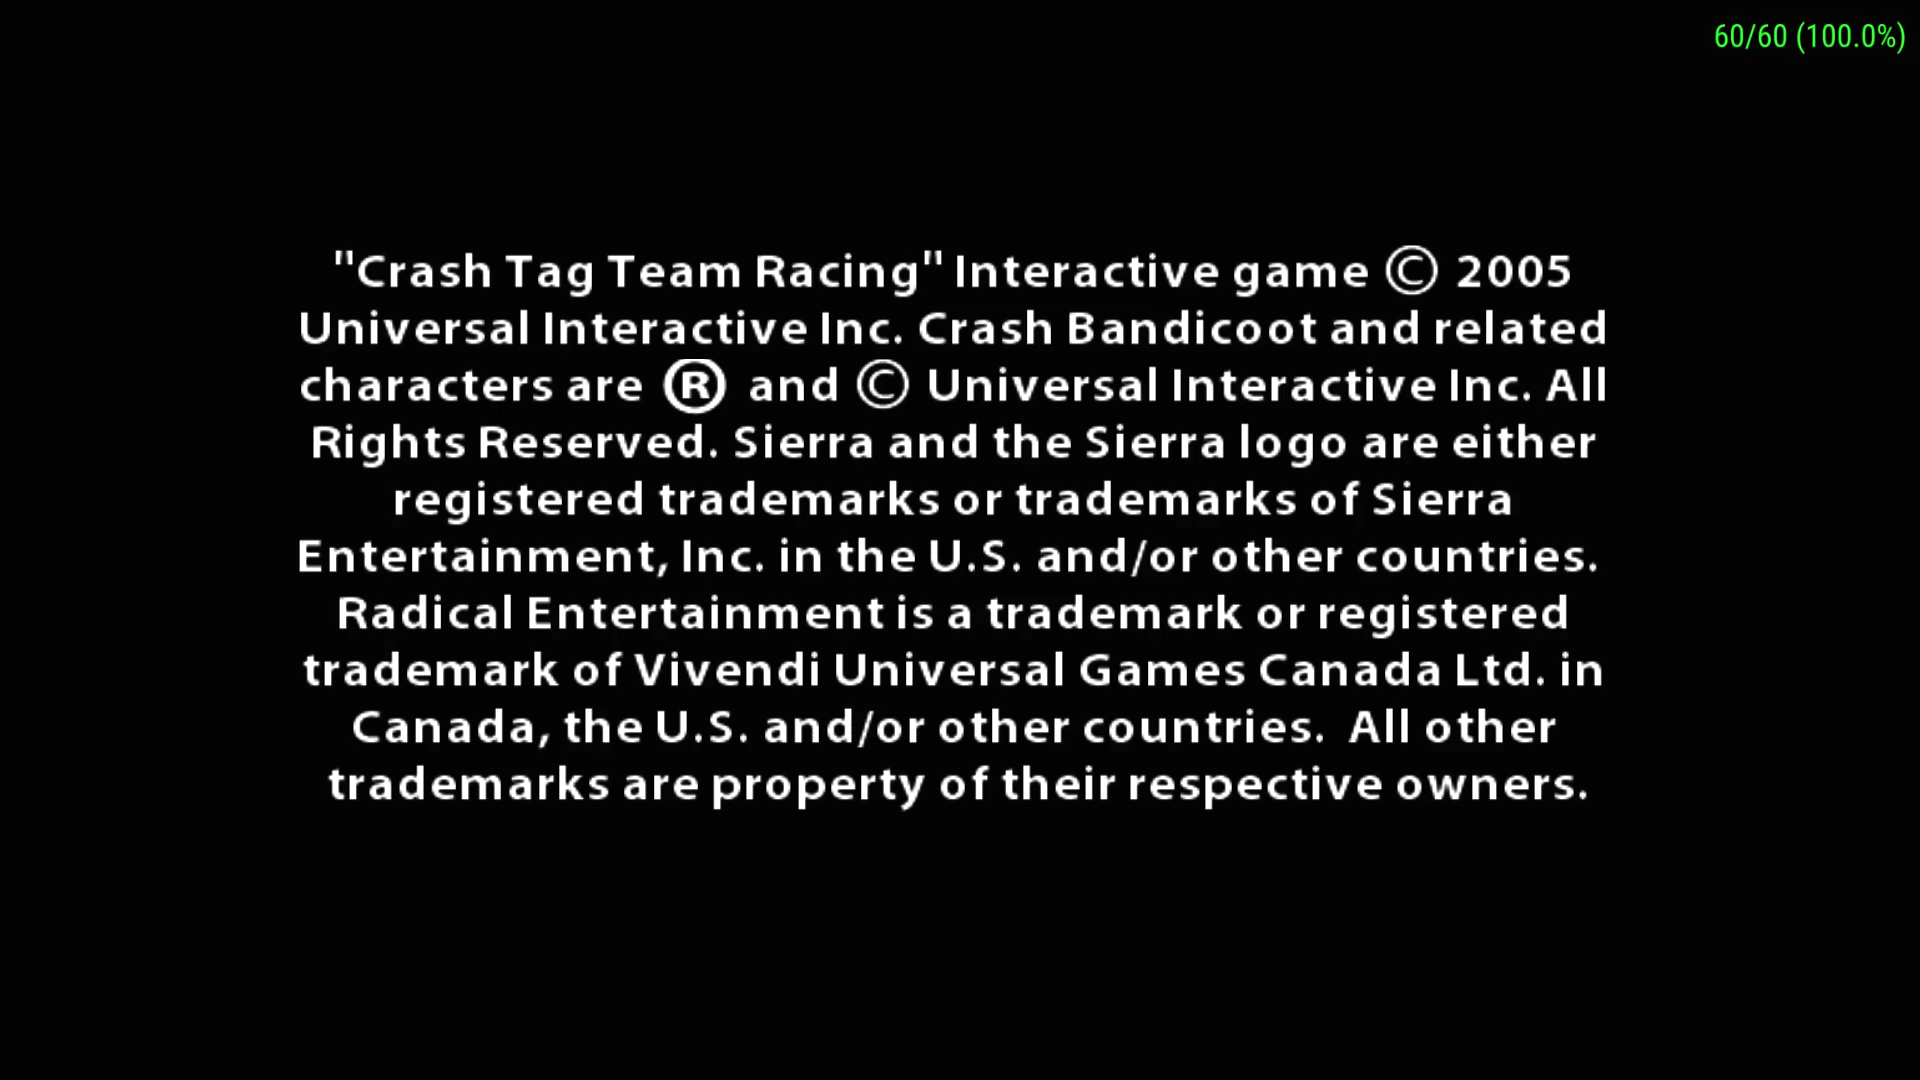 60/60 (100.0%)
"Crash Tag Team Racing" Interactive game © 2005
Universal Interactive Inc. Crash Bandicoot and related
characters are ® and © Universal Interactive Inc. All
Rights Reserved. Sierra and the Sierra logo are either
registered trademarks or trademarks of Sierra
Entertainment, Inc. in the U.S. and/or other countries.
Radical Entertainment is a trademark or registered
trademark of Vivendi Universal Games Canada Ltd. in
Canada, the U.S. and/or other countries.  All other
trademarks are property of their respective owners.